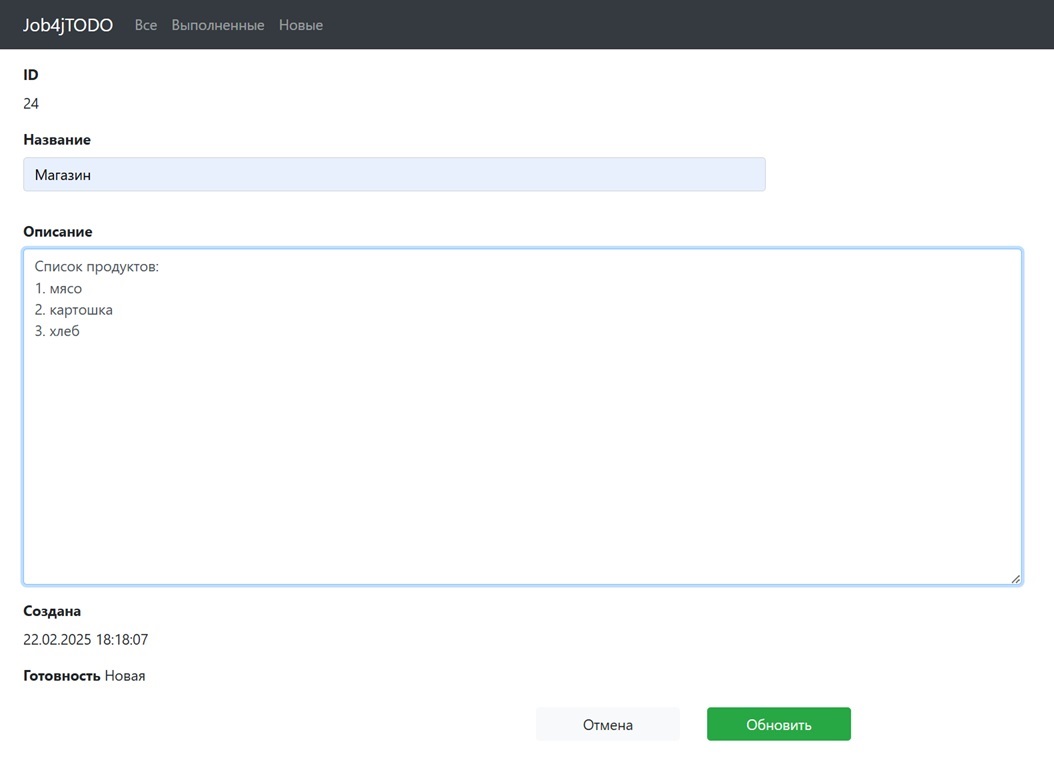 Job4jTODO Все Выполненные Новые
ID
24
Название
Магазин
Описание
Список продуктов:
1. мясо
2. картошка
3. хлеб
Создана
22.02.2025 18:18:07
Готовность Новая
Отмена Обновить